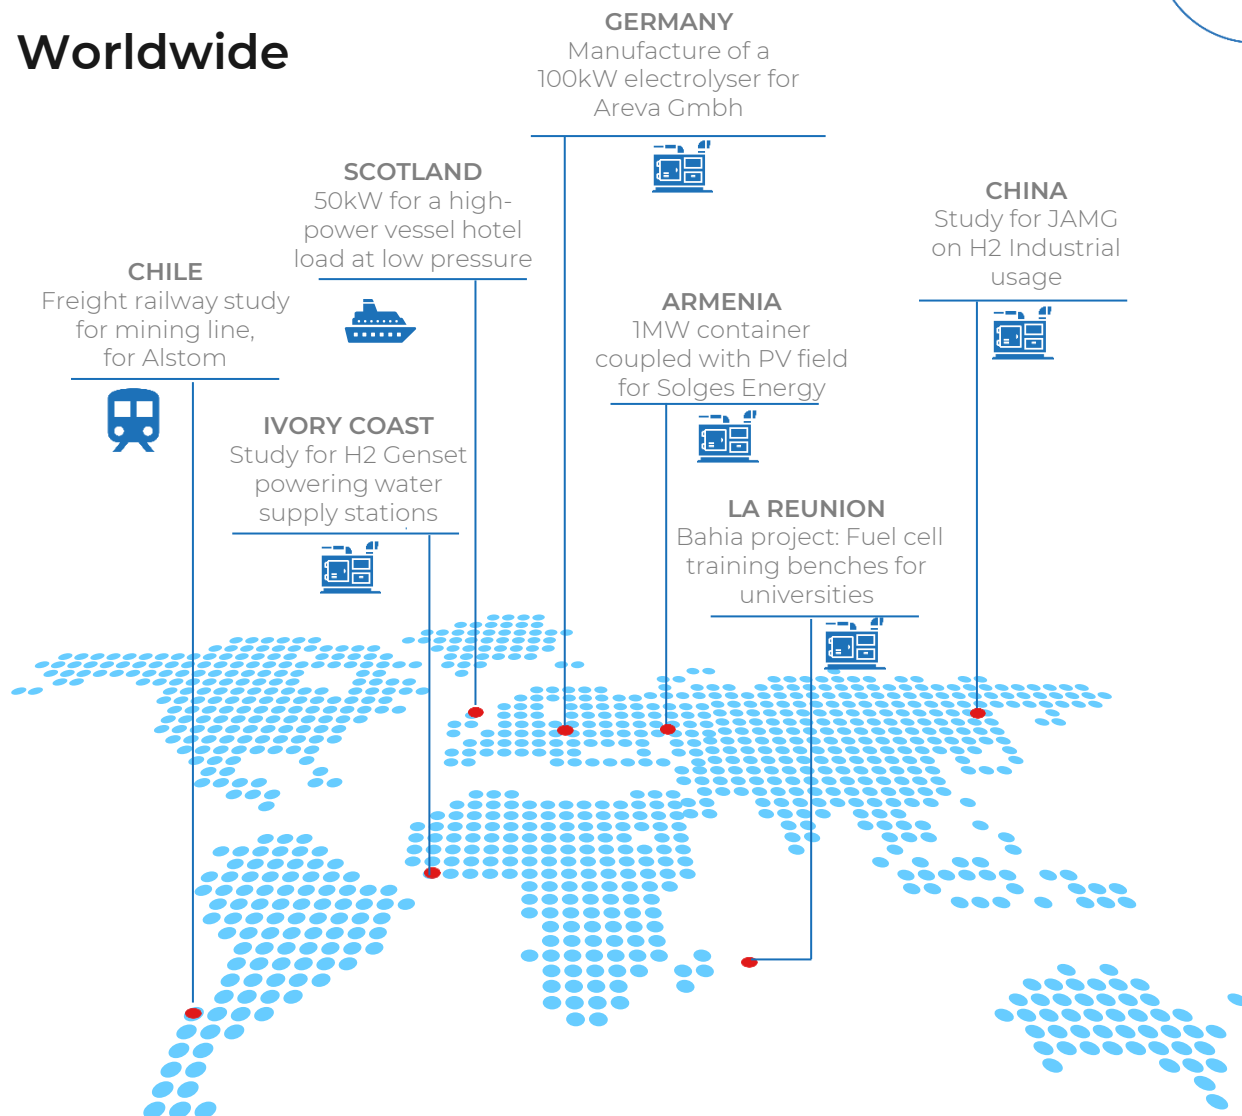 Worldwide
GERMANY
Manufacture of a
100kW electrolyser for
Areva Gmbh
SCOTLAND
50kW for a high-
power vessel hotel
load at low pressure
CHINA
Study for JAMG
on H2 Industrial
usage
CHILE
Freight railway study
for mining line,
for Alstom
ARMENIA
1MW container
coupled with PV field
for Solges Energy
IVORY COAST
Study for H2 Genset
powering water
supply stations
LA REUNION
Bahia project: Fuel cell
training benches for
universities